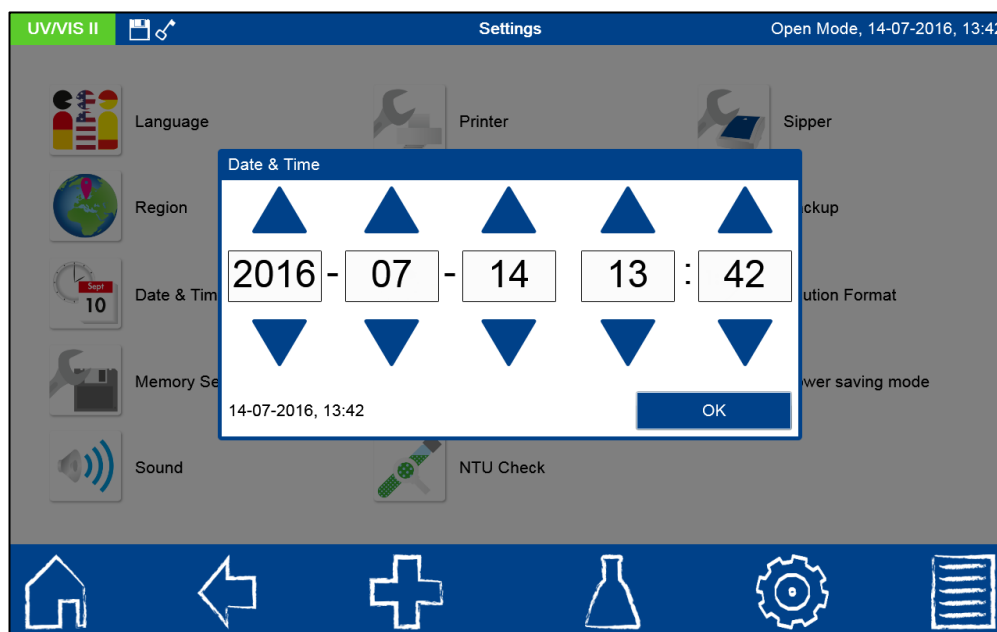 UV/VIS II Settings Open Mode, 14-07-2016, 13:42
Language Printer Sipper
Date & Time
Region ckup
2016 - 07 - 14 13 : 42
Sept
10
Date & Tim ution Format
Memory Se wer saving mode
14-07-2016, 13:42 OK
Sound NTU Check